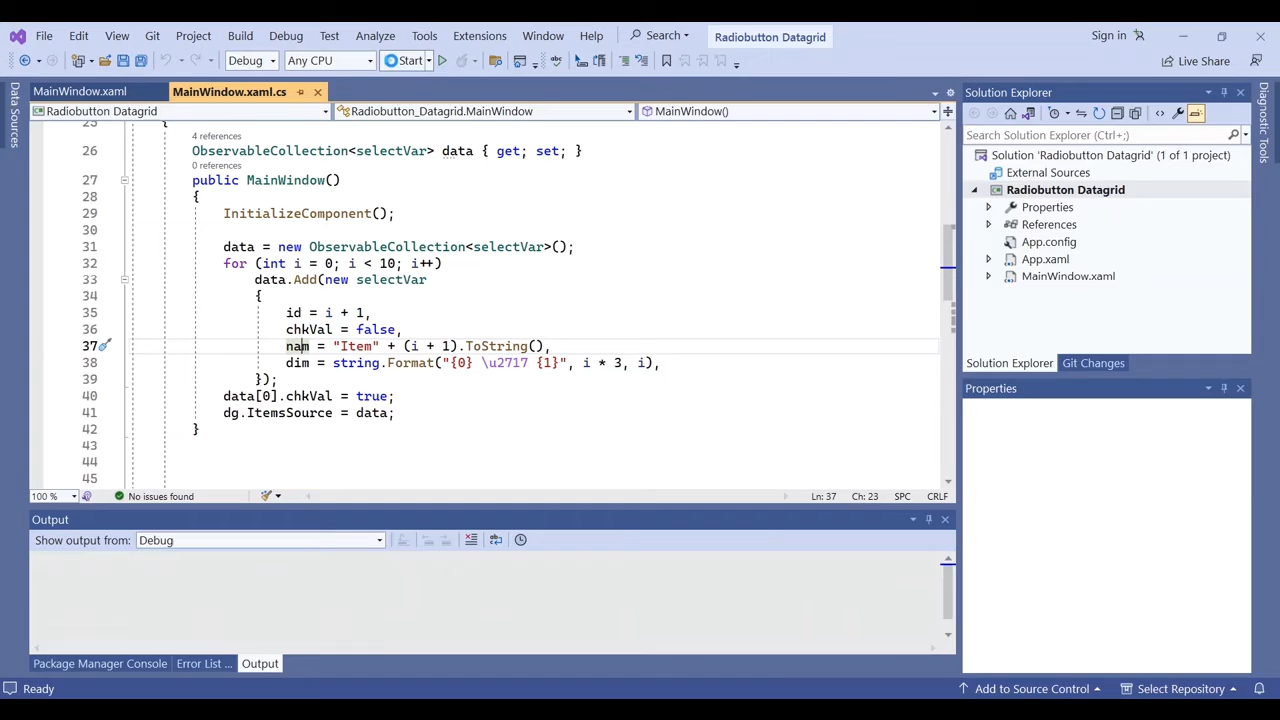 File Edit View Git Project Build Debug Test Analyze Tools Extensions Window Help Search Radiobutton Datagrid Sign in
Debug Any CPU Start Live Share
Data Sources
MainWindow.xaml MainWindow.xaml.cs
Radiobutton Datagrid Radiobutton_Datagrid.MainWindow MainWindow()
25 {
4 references
26 ObservableCollection<selectVar> data { get; set; }
0 references
27 public MainWindow()
28 {
29 InitializeComponent();
30
31 data = new ObservableCollection<selectVar>();
32 for (int i = 0; i < 10; i++)
33 data.Add(new selectVar
34 {
35 id = i + 1,
36 chkVal = false,
37 nam = "Item" + (i + 1).ToString(),
38 dim = string.Format("{0} \u2717 {1}", i * 3, i),
39 });
40 data[0].chkVal = true;
41 dg.ItemsSource = data;
42 }
43
44
45
100 % No issues found Ln: 37 Ch: 23 SPC CRLF
Output
Show output from: Debug
Package Manager Console Error List ... Output
Solution Explorer
Search Solution Explorer (Ctrl+;)
Solution 'Radiobutton Datagrid' (1 of 1 project)
External Sources
Radiobutton Datagrid
Properties
References
App.config
App.xaml
MainWindow.xaml
Solution Explorer Git Changes
Properties
Diagnostic Tools
Ready Add to Source Control Select Repository